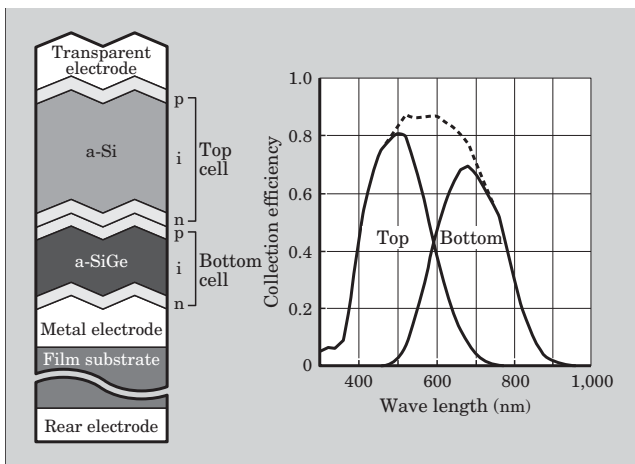 Transparent
electrode
p
a-Si
i
Top
cell
n
p
a-SiGe
i
Bottom
cell
n
Metal electrode
Film substrate
Rear electrode
Collection efficiency
1.0
0.8
0.6
0.4
0.2
0
Top
Bottom
400
600
800
1,000
Wave length (nm)